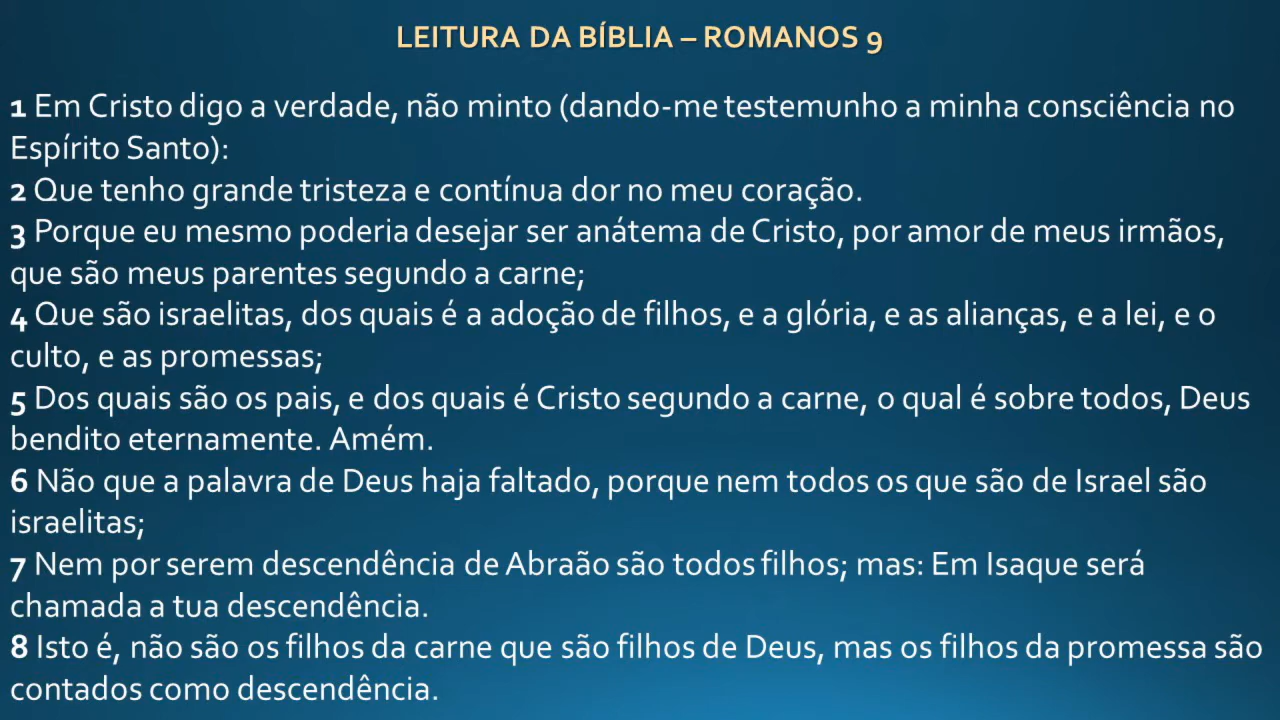 LEITURA DA BÍBLIA – ROMANOS 9
1 Em Cristo digo a verdade, não minto (dando-me testemunho a minha consciência no
Espírito Santo):
2 Que tenho grande tristeza e contínua dor no meu coração.
3 Porque eu mesmo poderia desejar ser anátema de Cristo, por amor de meus irmãos,
que são meus parentes segundo a carne;
4 Que são israelitas, dos quais é a adoção de filhos, e a glória, e as alianças, e a lei, e o
culto, e as promessas;
5 Dos quais são os pais, e dos quais é Cristo segundo a carne, o qual é sobre todos, Deus
bendito eternamente. Amém.
6 Não que a palavra de Deus haja faltado, porque nem todos os que são de Israel são
israelitas;
7 Nem por serem descendência de Abraão são todos filhos; mas: Em Isaque será
chamada a tua descendência.
8 Isto é, não são os filhos da carne que são filhos de Deus, mas os filhos da promessa são
contados como descendência.